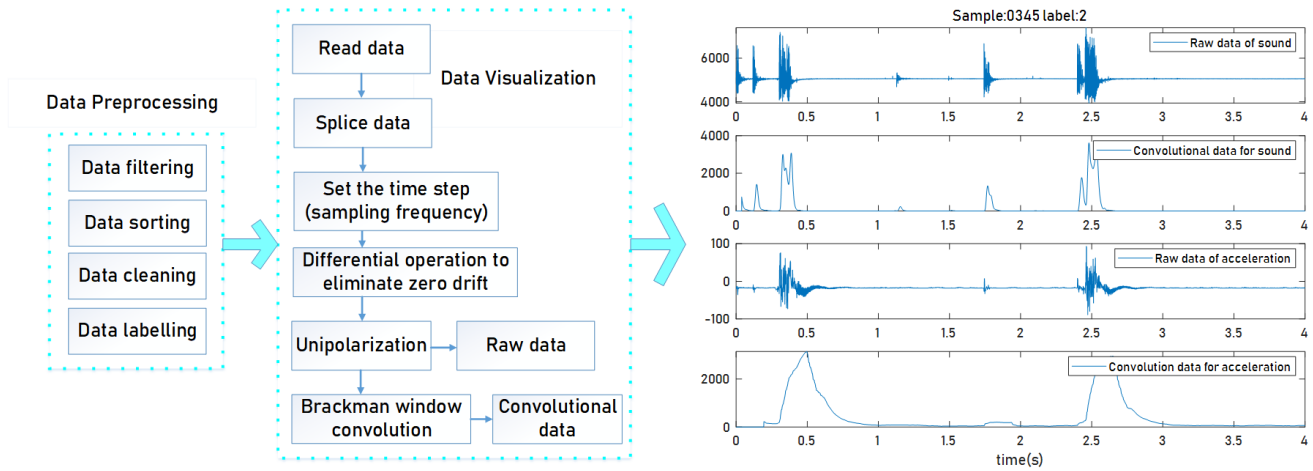 Data Preprocessing
Data filtering
Data sorting
Data cleaning
Data labelling
Data Visualization
Read data
Splice data
Set the time step
(sampling frequency)
Differential operation to
eliminate zero drift
Unipolarization
Raw data
Brackman window
convolution
Convolutional
data
Sample:0345 label:2
Raw data of sound
6000
4000
0 0.5 1 1.5 2 2.5 3 3.5 4
Convolutional data for sound
4000
2000
0
0 0.5 1 1.5 2 2.5 3 3.5 4
Raw data of acceleration
100
0
-100
0 0.5 1 1.5 2 2.5 3 3.5 4
Convolution data for acceleration
2000
0
0 0.5 1 1.5 2 2.5 3 3.5 4
time(s)